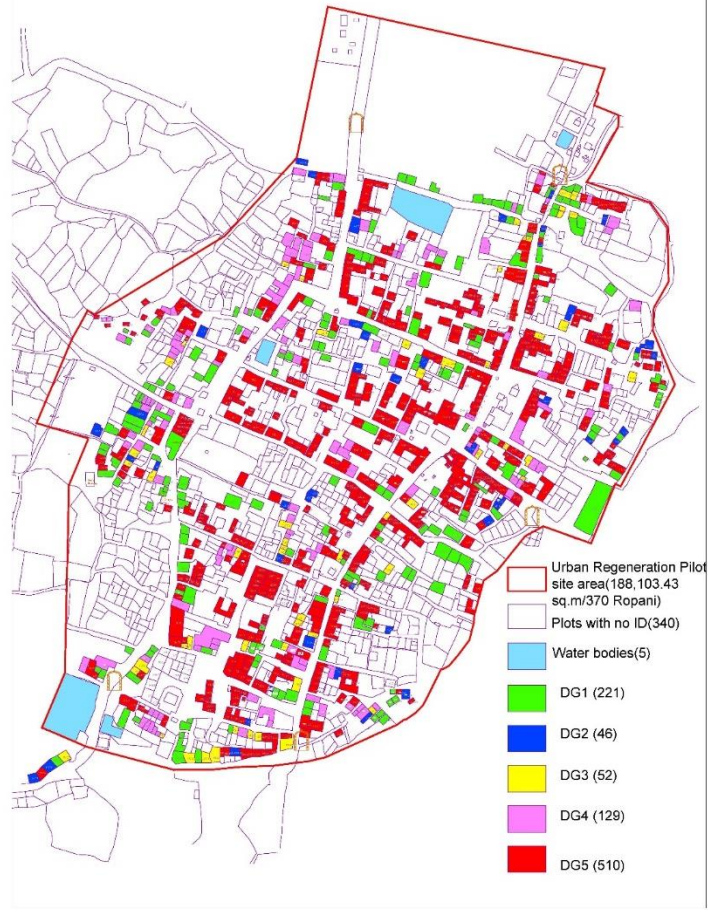 Urban Regeneration Pilot
site area(188,103.43
sq.m/370 Ropani)
Plots with no ID(340)
Water bodies(5)
DG1 (221)
DG2 (46)
DG3 (52)
DG4 (129)
DG5 (510)